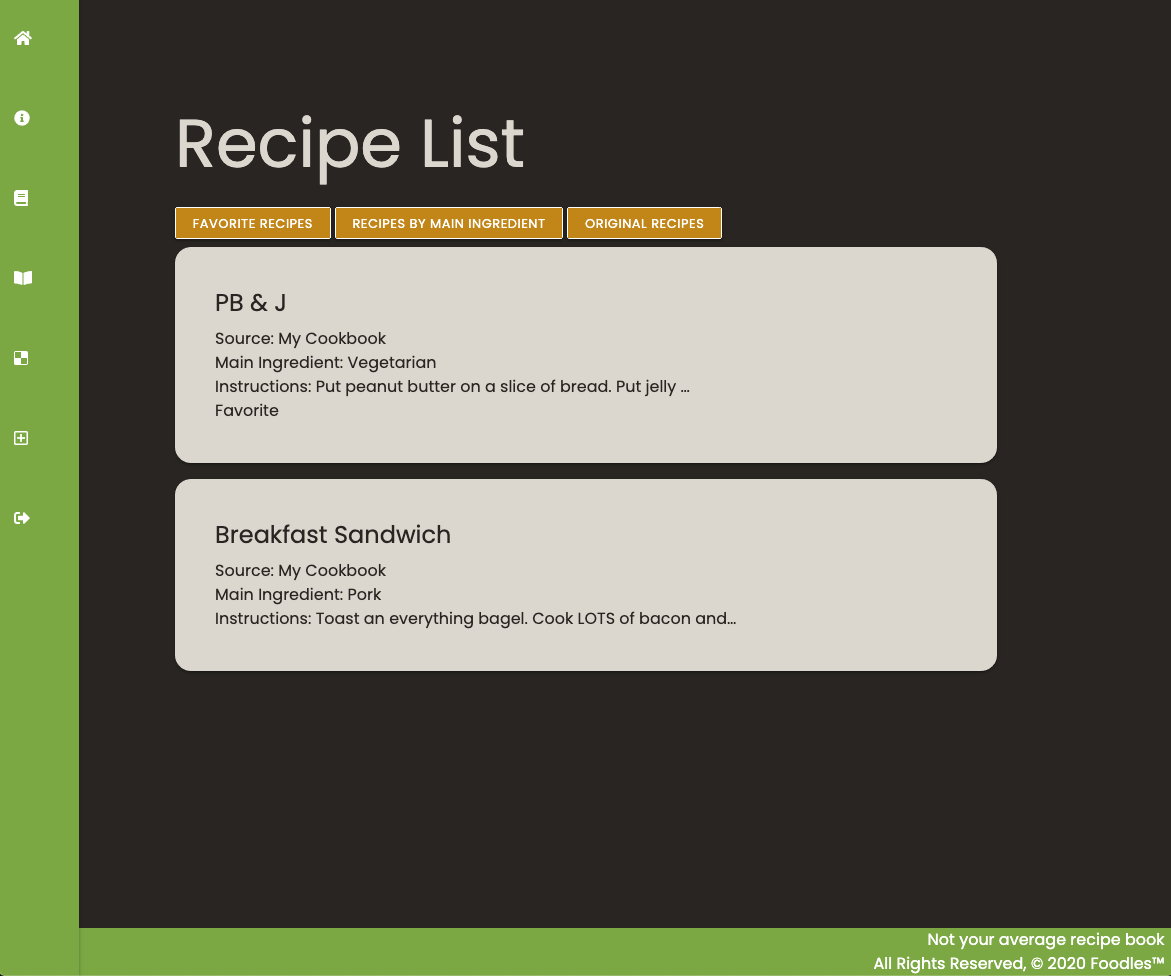 Recipe List
FAVORITE RECIPES RECIPES BY MAIN INGREDIENT ORIGINAL RECIPES
PB & J
Source: My Cookbook
Main Ingredient: Vegetarian
Instructions: Put peanut butter on a slice of bread. Put jelly ...
Favorite
Breakfast Sandwich
Source: My Cookbook
Main Ingredient: Pork
Instructions: Toast an everything bagel. Cook LOTS of bacon and...
Not your average recipe book
All Rights Reserved, © 2020 Foodles™